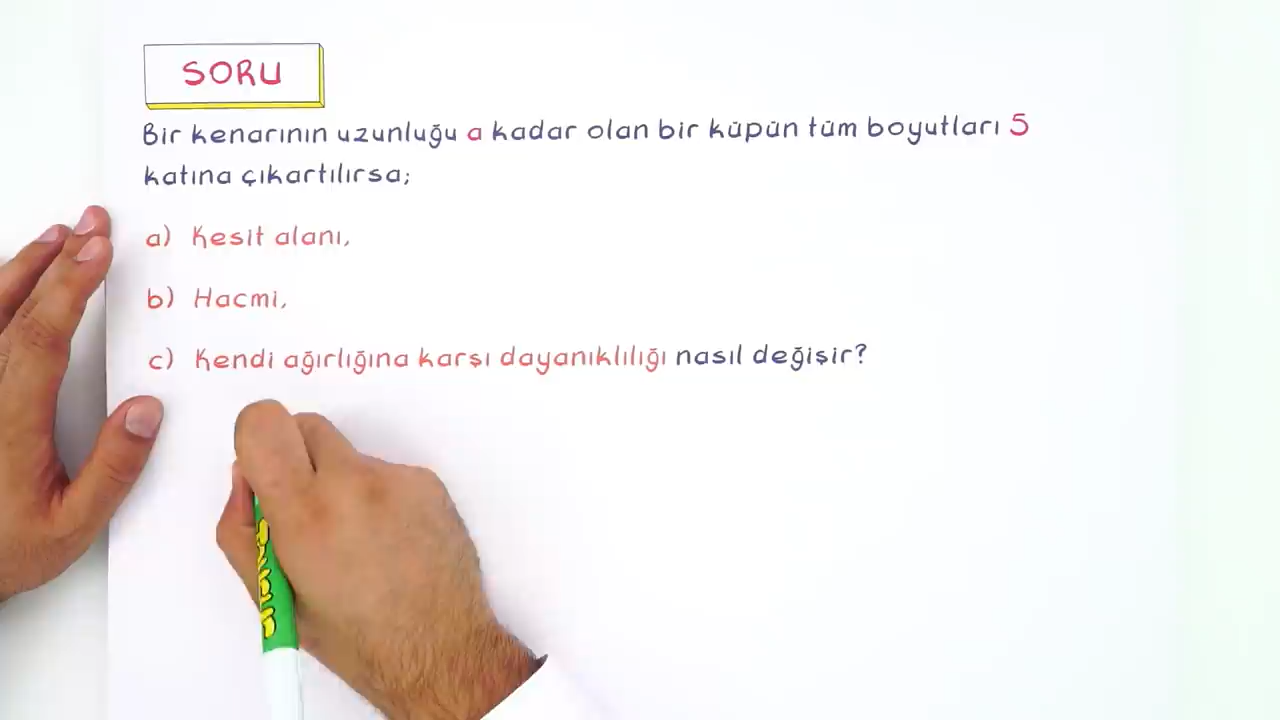 SORU
Bir kenarının uzunluğu a kadar olan bir küpün tüm boyutları 5
katına çıkartılırsa;
a) Kesit alanı,
b) Hacmi,
c) Kendi ağırlığına karşı dayanıklılığı nasıl değişir?